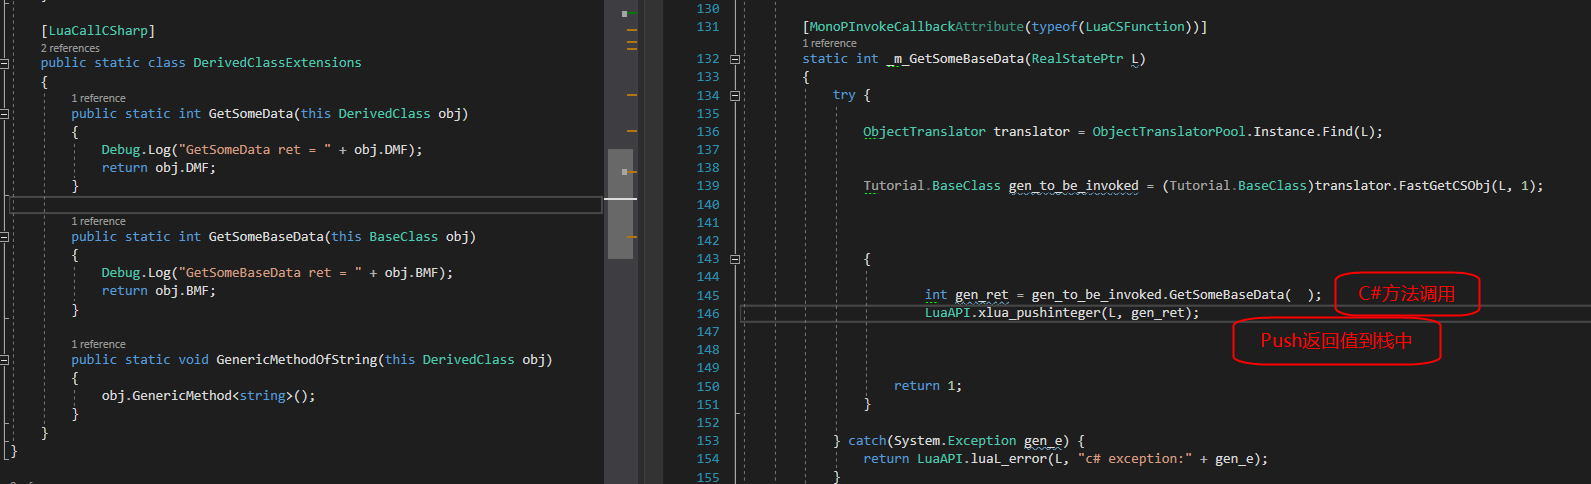 [LuaCallCSharp]
2 references
public static class DerivedClassExtensions
{
1 reference
public static int GetSomeData(this DerivedClass obj)
{
Debug.Log("GetSomeData ret = " + obj.DMF);
return obj.DMF;
}
1 reference
public static int GetSomeBaseData(this BaseClass obj)
{
Debug.Log("GetSomeBaseData ret = " + obj.BMF);
return obj.BMF;
}
1 reference
public static void GenericMethodOfString(this DerivedClass obj)
{
obj.GenericMethod<string>();
}
}
}
130
131 [MonoPInvokeCallbackAttribute(typeof(LuaCSFunction))]
1 reference
132 static int _m_GetSomeBaseData(RealStatePtr L)
133 {
134 try {
135
136 ObjectTranslator translator = ObjectTranslatorPool.Instance.Find(L);
137
138
139 Tutorial.BaseClass gen_to_be_invoked = (Tutorial.BaseClass)translator.FastGetCSObj(L, 1);
140
141
142
143 {
144
145 int gen_ret = gen_to_be_invoked.GetSomeBaseData( ); C#方法调用
146 LuaAPI.xlua_pushinteger(L, gen_ret);
147 Push返回值到栈中
148
149
150 return 1;
151 }
152
153 } catch(System.Exception gen_e) {
154 return LuaAPI.luaL_error(L, "c# exception:" + gen_e);
155 }